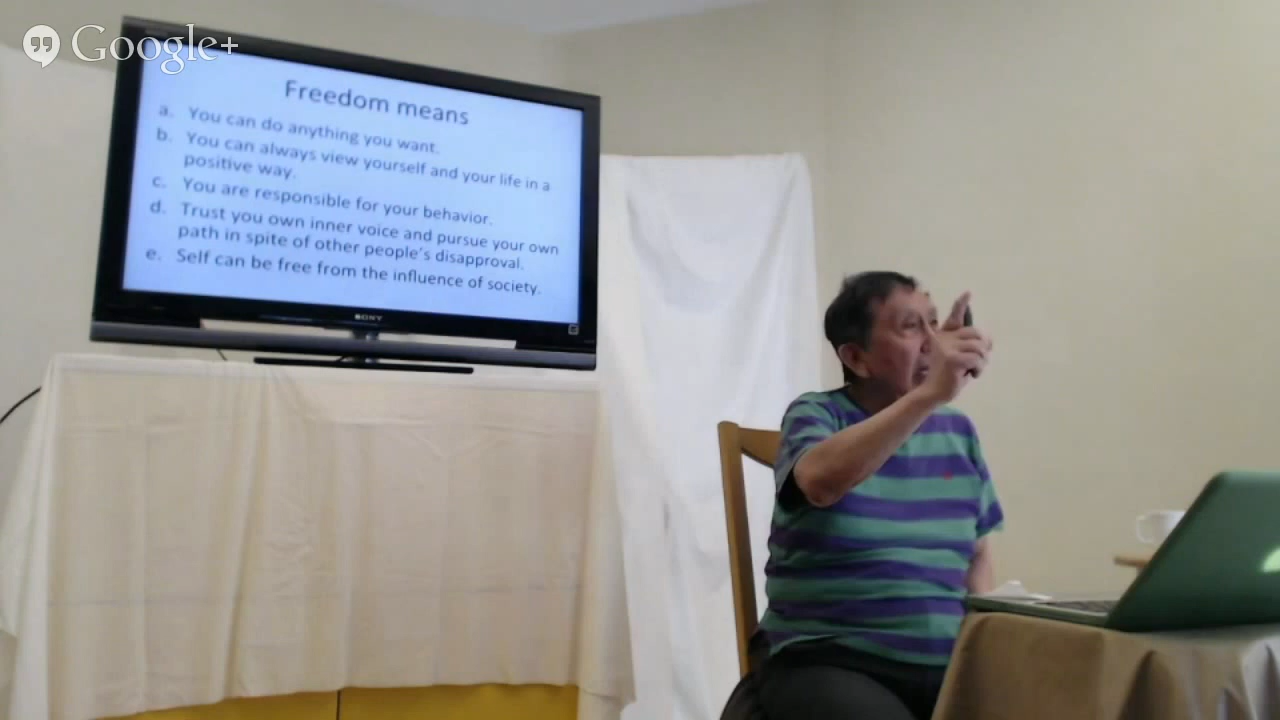 Google+
Freedom means
a. You can do anything you want.
b. You can always view yourself and your life in a
positive way.
c. You are responsible for your behavior.
d. Trust you own inner voice and pursue your own
path in spite of other people's disapproval.
e. Self can be free from the influence of society.
SONY